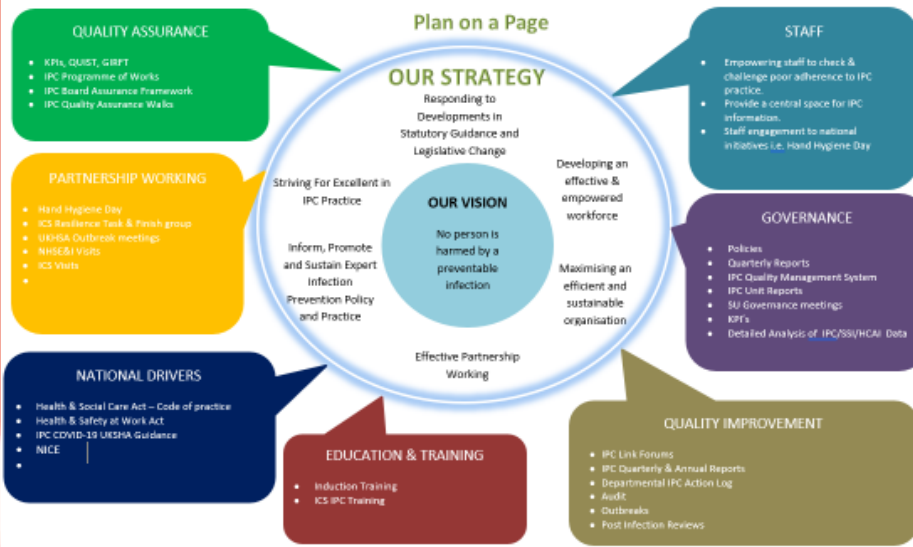 Plan on a Page
QUALITY ASSURANCE
• KPIs, QUIST, GIRFT
• IPC Programme of Works
• IPC Board Assurance Framework
• IPC Quality Assurance Walks
PARTNERSHIP WORKING
• Hand Hygiene Day
• ICS Resilience Task & Finish group
• UKHSA Outbreak meetings
• NHSE&I Visits
• ICS Visits
•
NATIONAL DRIVERS
• Health & Social Care Act – Code of practice
• Health & Safety at Work Act
• IPC COVID-19 UKSHA Guidance
• NICE
•
OUR STRATEGY
Responding to
Developments in
Statutory Guidance and
Legislative Change
Striving For Excellent in
IPC Practice
Inform, Promote
and Sustain Expert
Infection
Prevention Policy
and Practice
OUR VISION
No person is
harmed by a
preventable
infection
Developing an
effective &
empowered
workforce
Maximising an
efficient and
sustainable
organisation
Effective Partnership
Working
EDUCATION & TRAINING
• Induction Training
• ICS IPC Training
STAFF
• Empowering staff to check &
challenge poor adherence to IPC
practice.
• Provide a central space for IPC
information.
• Staff engagement to national
initiatives i.e. Hand Hygiene Day
GOVERNANCE
• Policies
• Quarterly Reports
• IPC Quality Management System
• IPC Unit Reports
• SU Governance meetings
• KPI's
• Detailed Analysis of IPC/SSI/HCAI Data
QUALITY IMPROVEMENT
• IPC Link Forums
• IPC Quarterly & Annual Reports
• Departmental IPC Action Log
• Audit
• Outbreaks
• Post Infection Reviews